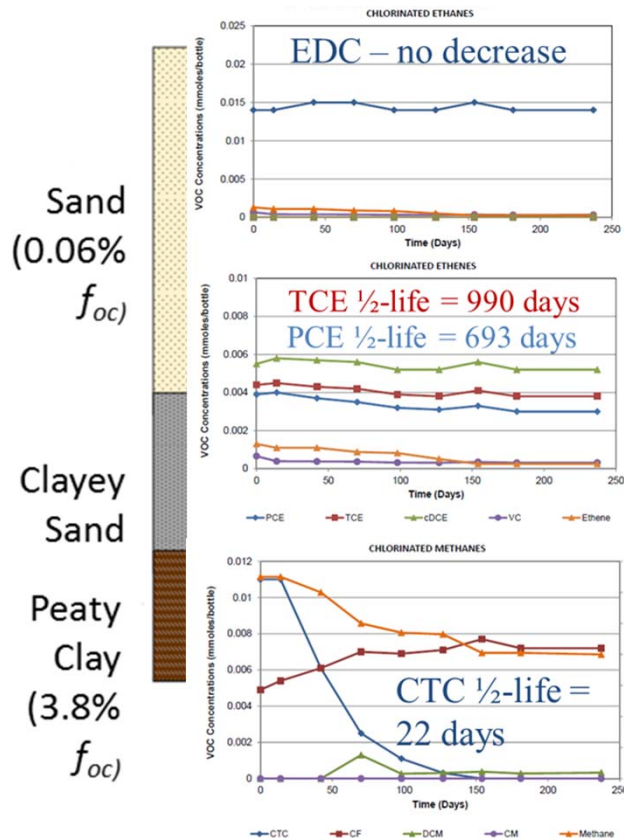 Sand
(0.06%
foc)
Clayey
Sand
Peaty
Clay
(3.8%
foc)
CHLORINATED ETHANES
EDC – no decrease
VOC Concentrations (mmoles/bottle)
0.025
0.02
0.015
0.01
0.005
0
0 50 100 150 200 250
Time (Days)
CHLORINATED ETHENES
TCE ½-life = 990 days
PCE ½-life = 693 days
VOC Concentrations (mmoles/bottle)
0.01
0.008
0.006
0.004
0.002
0
0 50 100 150 200 250
Time (Days)
PCE TCE cDCE VC Ethene
CHLORINATED METHANES
CTC ½-life =
22 days
VOC Concentrations (mmoles/bottle)
0.012
0.01
0.008
0.006
0.004
0.002
0
0 50 100 150 200 250
Time (Days)
CTC CF DCM CM Methane